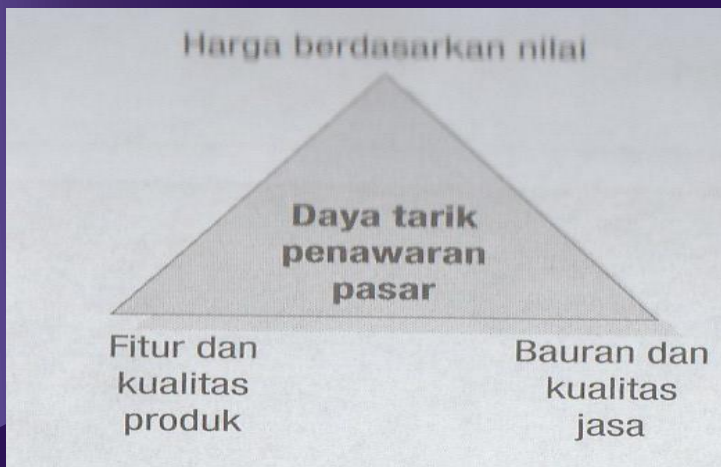 Harga berdasarkan nilai
Daya tarik
penawaran
pasar
Fitur dan
kualitas
produk
Bauran dan
kualitas
jasa